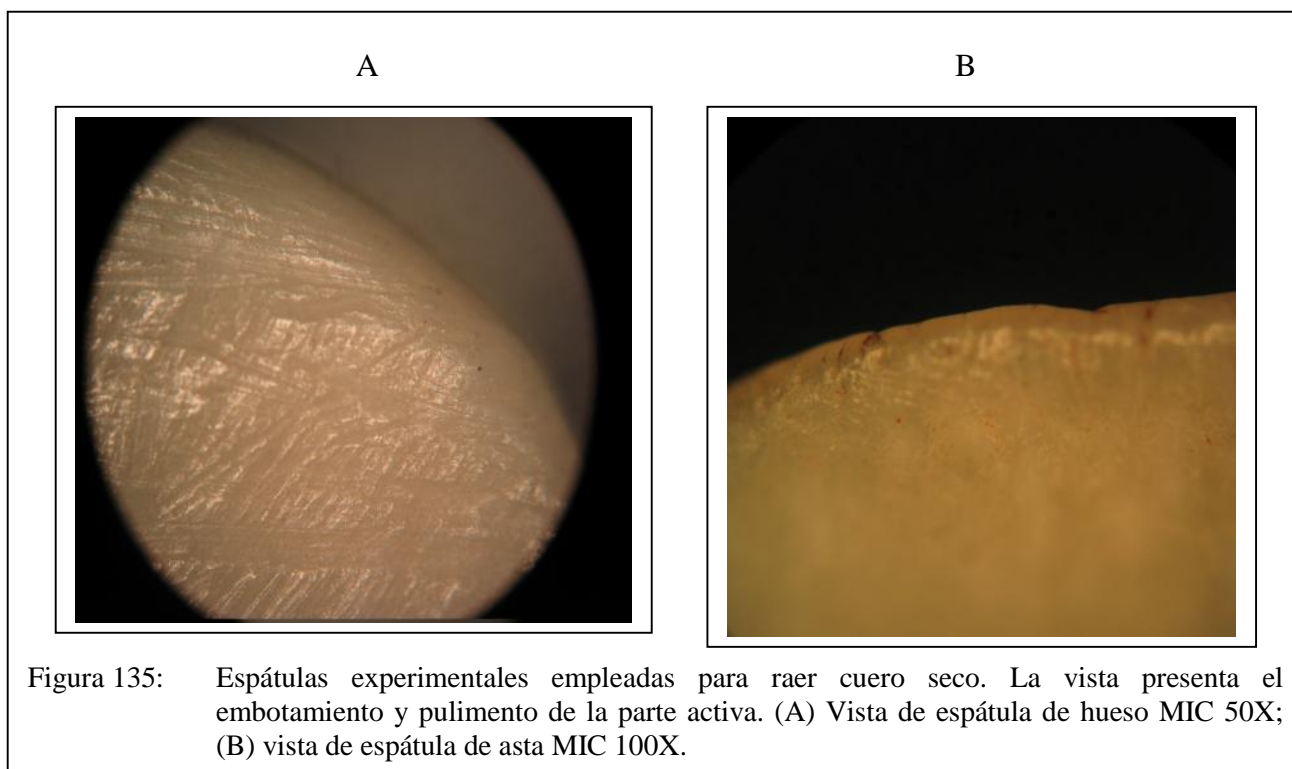 A B
Figura 135: Espátulas experimentales empleadas para raer cuero seco. La vista presenta el
embotamiento y pulimento de la parte activa. (A) Vista de espátula de hueso MIC 50X;
(B) vista de espátula de asta MIC 100X.